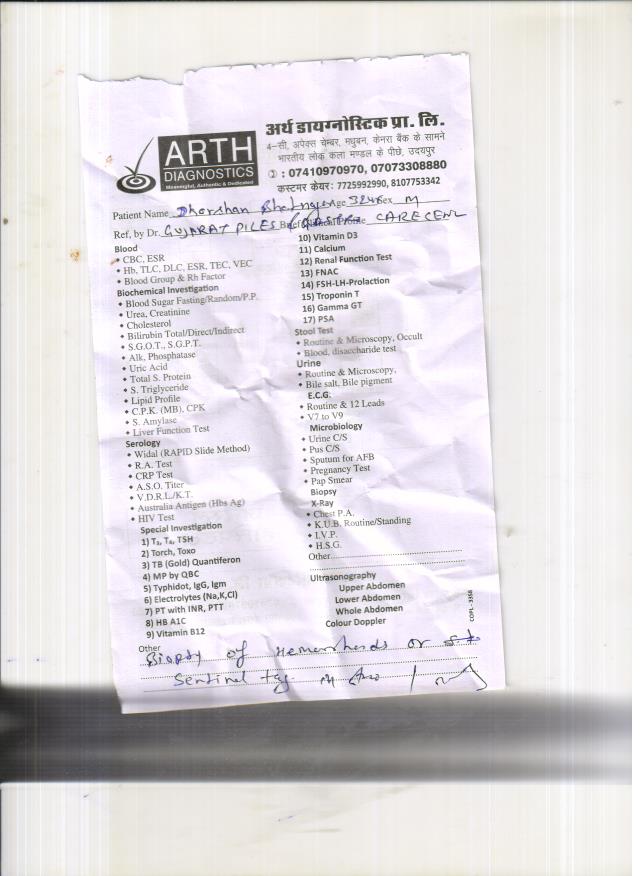 ARTH
DIAGNOSTICS
Meaningful, Authentic & Dedicated
अर्थ डायग्नोस्टिक प्रा. लि.
4-सी, अपेक्स चेम्बर, मधुबन, केनरा बैंक के सामने
भारतीय लोक कला मण्डल के पीछे, उदयपुर
: 07410970970, 07073308880
कस्टमर केयर: 7725992990, 8107753342
Patient Name Dharshan Age 32 Sex M
Ref, by Dr. GUJARAT PILES & CARE
Blood
• CBC, ESR
• Hb, TLC, DLC, ESR, TEC, VEC
• Blood Group & Rh Factor
Biochemical Investigation
• Blood Sugar Fasting/Random/P.P.
• Urea, Creatinine
• Cholesterol
• Bilirubin Total/Direct/Indirect
• S.G.O.T., S.G.P.T.
• Alk, Phosphatase
• Uric Acid
• Total S. Protein
• S. Triglyceride
• Lipid Profile
• C.P.K. (MB), CPK
• S. Amylase
• Liver Function Test
Serology
• Widal (RAPID Slide Method)
• R.A. Test
• CRP Test
• A.S.O. Titer
• V.D.R.L./K.T.
• Australia Antigen (Hbs Ag)
• HIV Test
Special Investigation
1) T₃, T₄, TSH
2) Torch, Toxo
3) TB (Gold) Quantiferon
4) MP by QBC
5) Typhidot, IgG, Igm
6) Electrolytes (Na,K,Cl)
7) PT with INR, PTT
8) HB A1C
9) Vitamin B12
10) Vitamin D3
11) Calcium
12) Renal Function Test
13) FNAC
14) FSH-LH-Prolaction
15) Troponin T
16) Gamma GT
17) PSA
Stool Test
• Routine & Microscopy, Occult
• Blood, disaccharide test
Urine
• Routine & Microscopy,
• Bile salt, Bile pigment
E.C.G.
• Routine & 12 Leads
• V7 to V9
Microbiology
• Urine C/S
• Pus C/S
• Sputum for AFB
• Pregnancy Test
• Pap Smear
Biopsy
X-Ray
• Chest P.A.
• K.U.B. Routine/Standing
• I.V.P.
• H.S.G.
Other
Ultrasonography
Upper Abdomen
Lower Abdomen
Whole Abdomen
Colour Doppler
COPL - 3358
Other
Biopsy of Hemorrhoids or
Sentinel tag